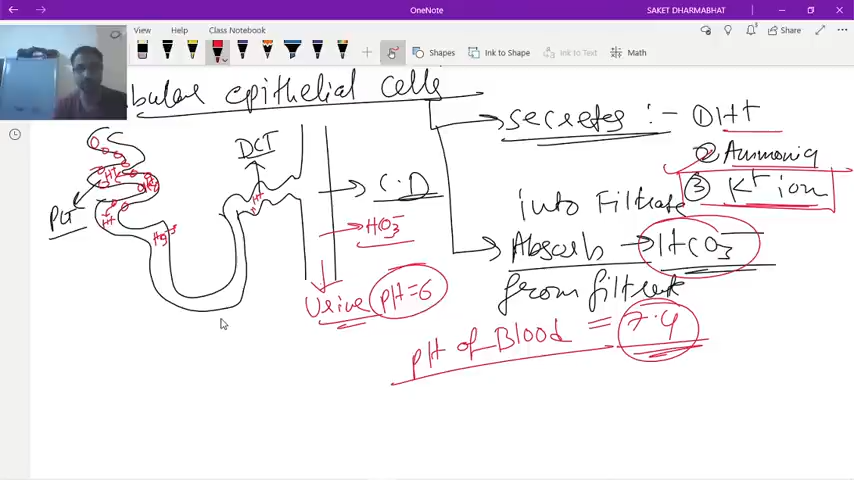 OneNote
SAKET DHARMABHAT
View Help Class Notebook
Share
Shapes Ink to Shape Ink to Text Math
bular epithelial cells
secretes :- ① H+
② Ammonia
③ K+ ion
into Filtrate
Absorb → HCO3-
from filtrate
DCT
PCT
C.D
HO3-
H+
H+
H+
HO3-
Urine pH=6
pH of Blood = 7.4